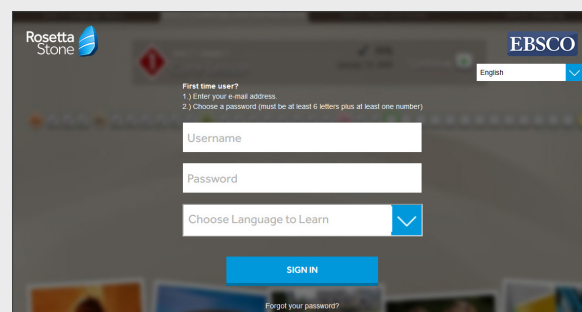 Rosetta
Stone
EBSCO
English
First time user?
1.) Enter your e-mail address.
2.) Choose a password (must be at least 6 letters plus at least one number)
Username
Password
Choose Language to Learn
SIGN IN
Forgot your password?